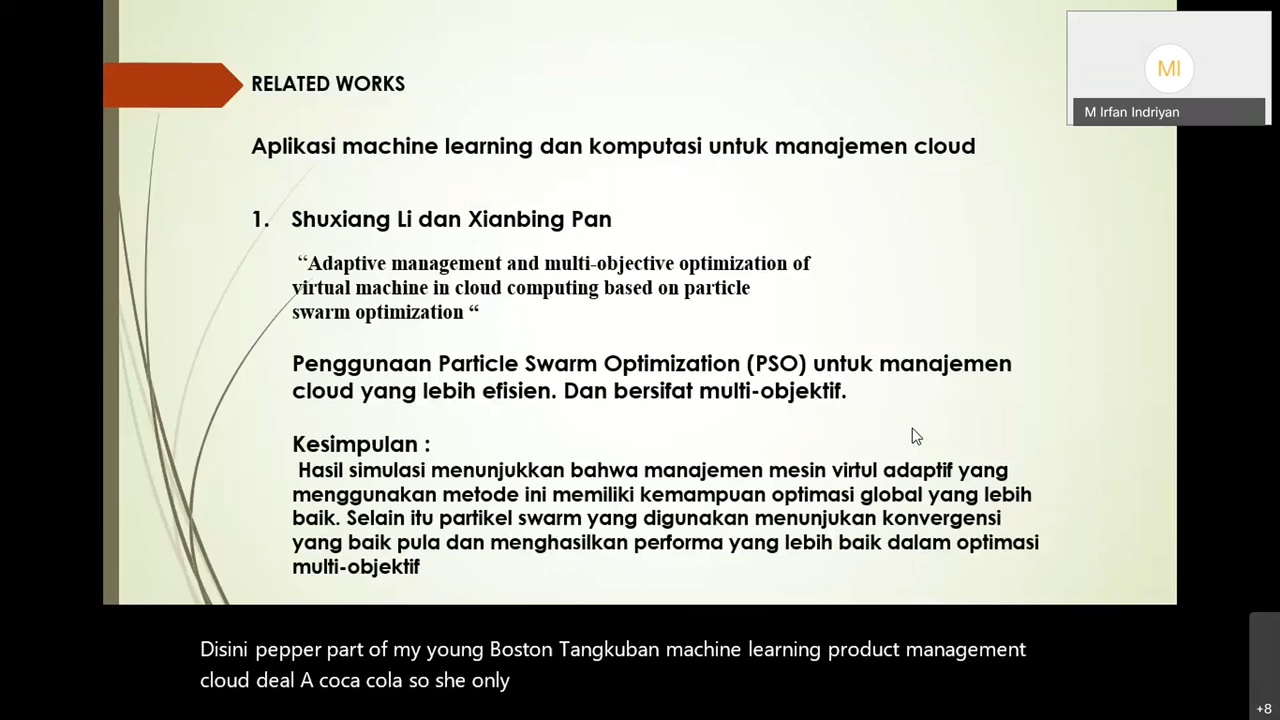 RELATED WORKS
MI
M Irfan Indriyan
Aplikasi machine learning dan komputasi untuk manajemen cloud
1. Shuxiang Li dan Xianbing Pan
“Adaptive management and multi-objective optimization of
virtual machine in cloud computing based on particle
swarm optimization “
Penggunaan Particle Swarm Optimization (PSO) untuk manajemen
cloud yang lebih efisien. Dan bersifat multi-objektif.
Kesimpulan :
Hasil simulasi menunjukkan bahwa manajemen mesin virtul adaptif yang
menggunakan metode ini memiliki kemampuan optimasi global yang lebih
baik. Selain itu partikel swarm yang digunakan menunjukan konvergensi
yang baik pula dan menghasilkan performa yang lebih baik dalam optimasi
multi-objektif
Disini pepper part of my young Boston Tangkuban machine learning product management
cloud deal A coca cola so she only
+8